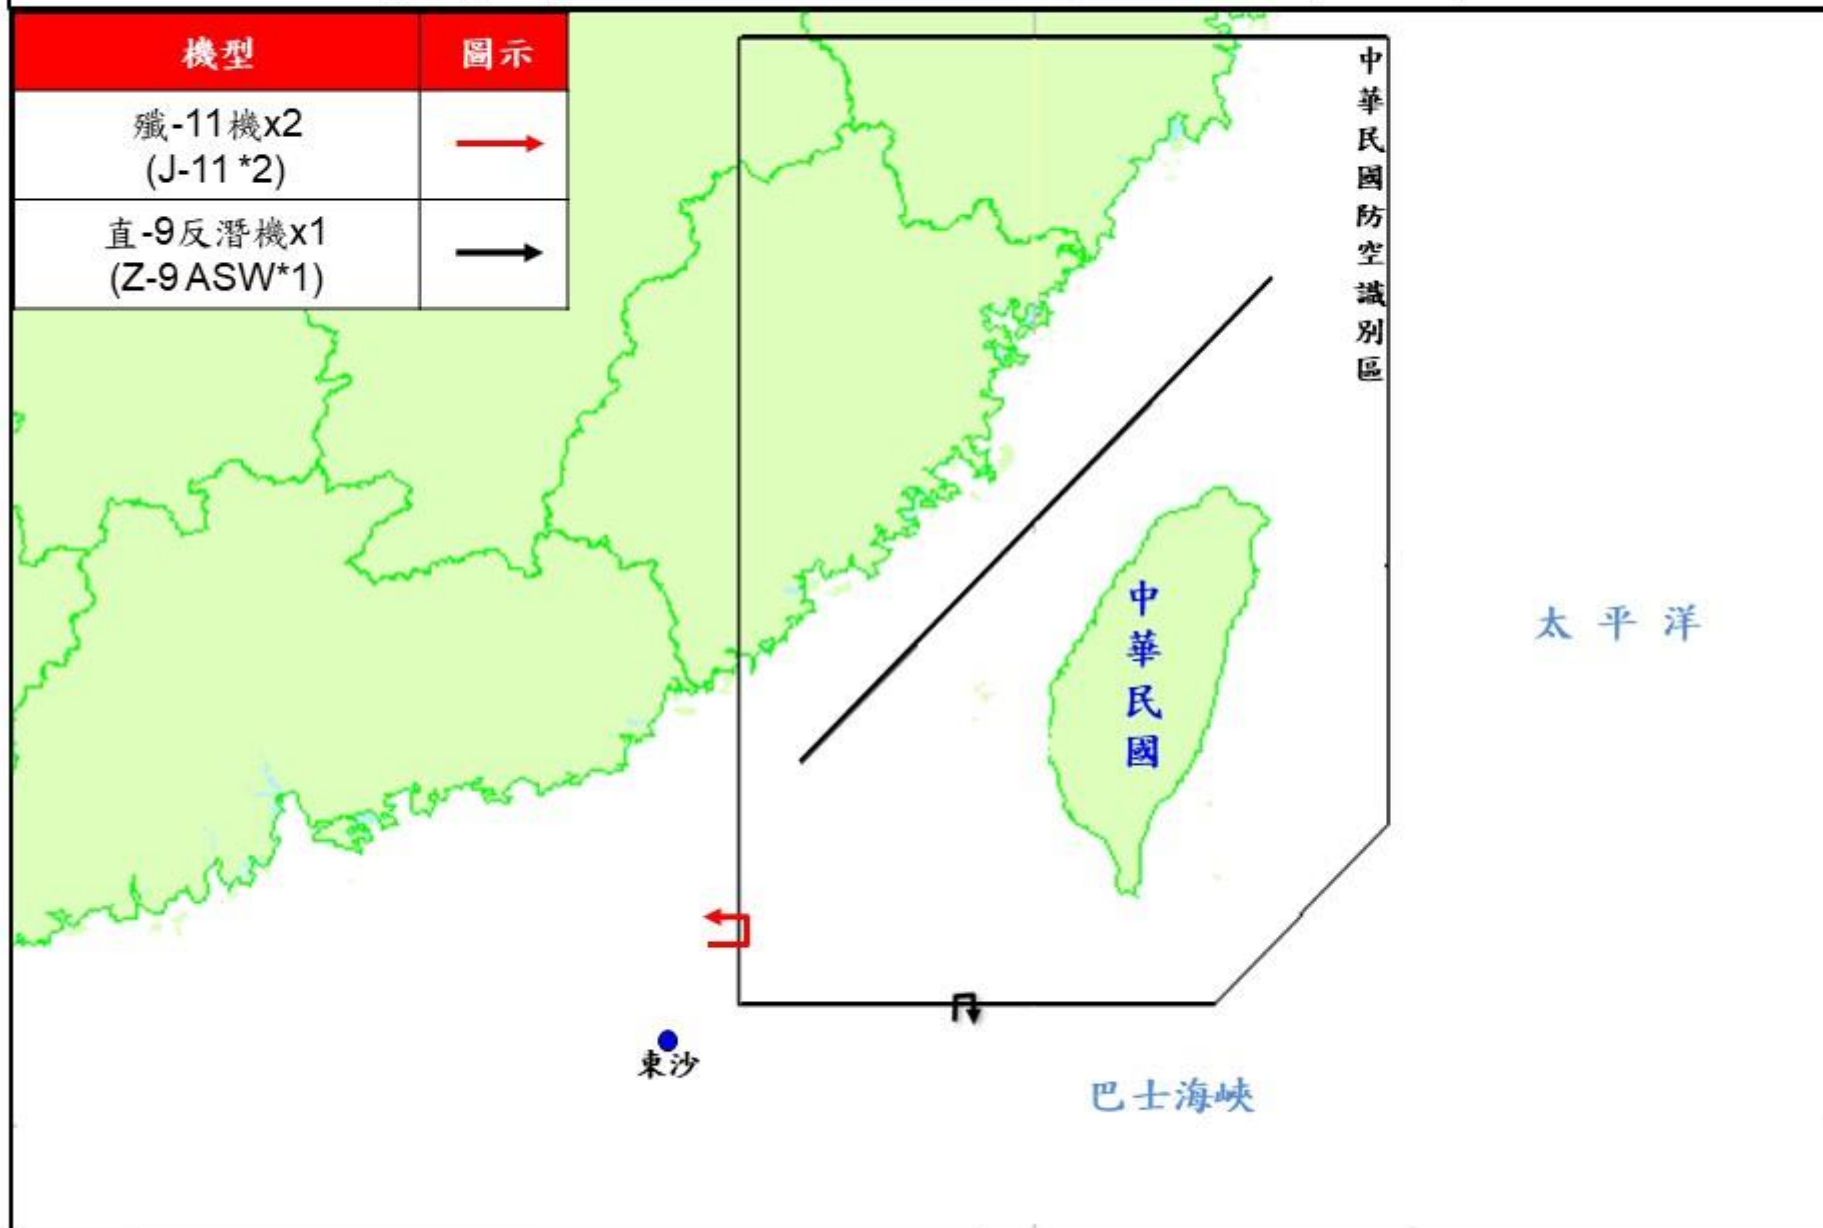 機型
圖示
殲-11機x2
(J-11 *2)
直-9反潛機x1
(Z-9 ASW*1)
中華民國防空識別區
中華民國
太平洋
東沙
巴士海峽